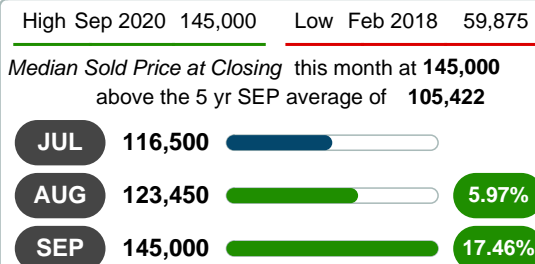 High Sep 2020 145,000 Low Feb 2018 59,875
Median Sold Price at Closing this month at 145,000
above the 5 yr SEP average of 105,422
JUL 116,500
AUG 123,450 5.97%
SEP 145,000 17.46%